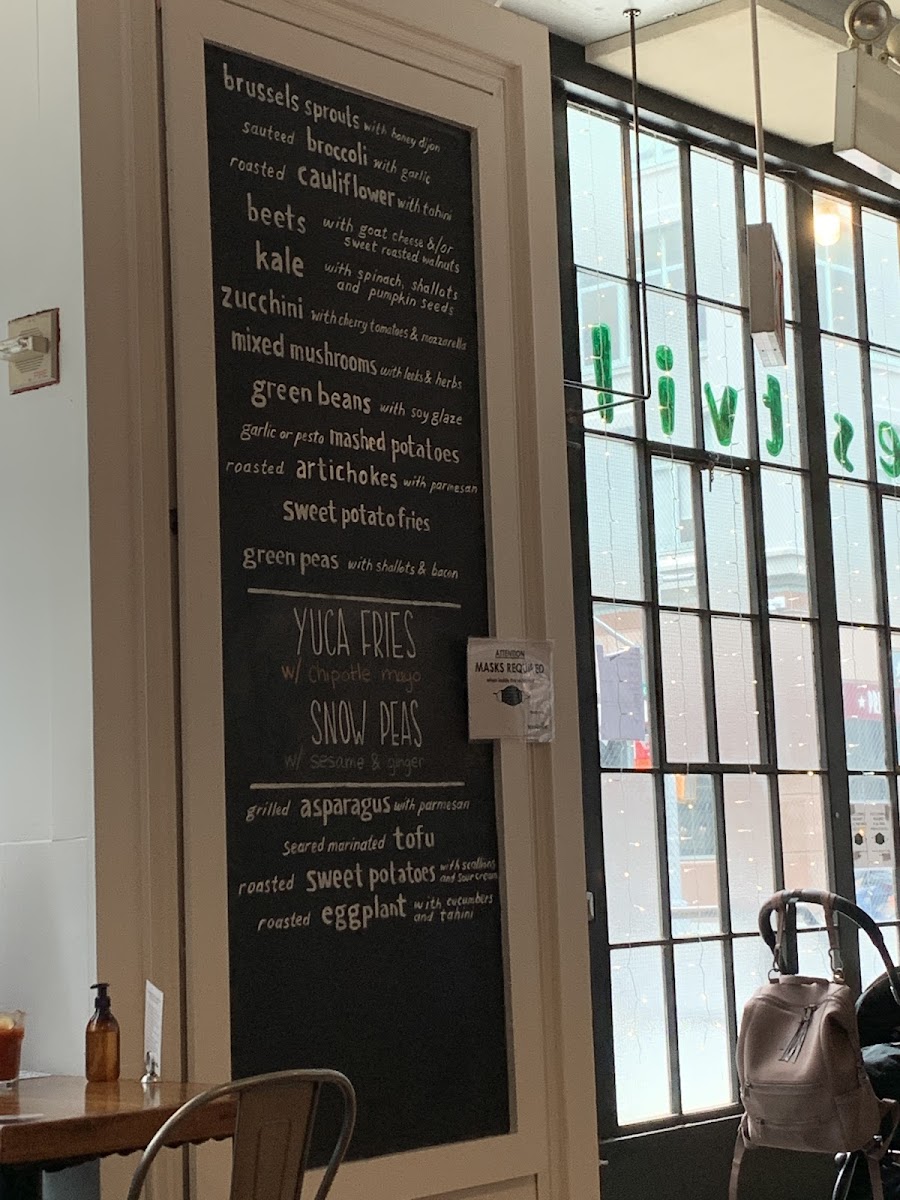 brussels sprouts with honey dijon
sauteed broccoli with garlic
roasted cauliflower with tahini
beets with goat cheese &/or
sweet roasted walnuts
kale with spinach, shallots
and pumpkin seeds
zucchini with cherry tomatoes & mozzarella
mixed mushrooms with leeks & herbs
green beans with soy glaze
garlic or pesto mashed potatoes
roasted artichokes with parmesan
sweet potato fries
green peas with shallots & bacon
YUCA FRIES
w/ chipotle mayo
SNOW PEAS
w/ sesame & ginger
grilled asparagus with parmesan
seared marinated tofu
roasted sweet potatoes with scallions
and sour cream
roasted eggplant with cucumbers
and tahini
ATTENTION
MASKS REQUIRED